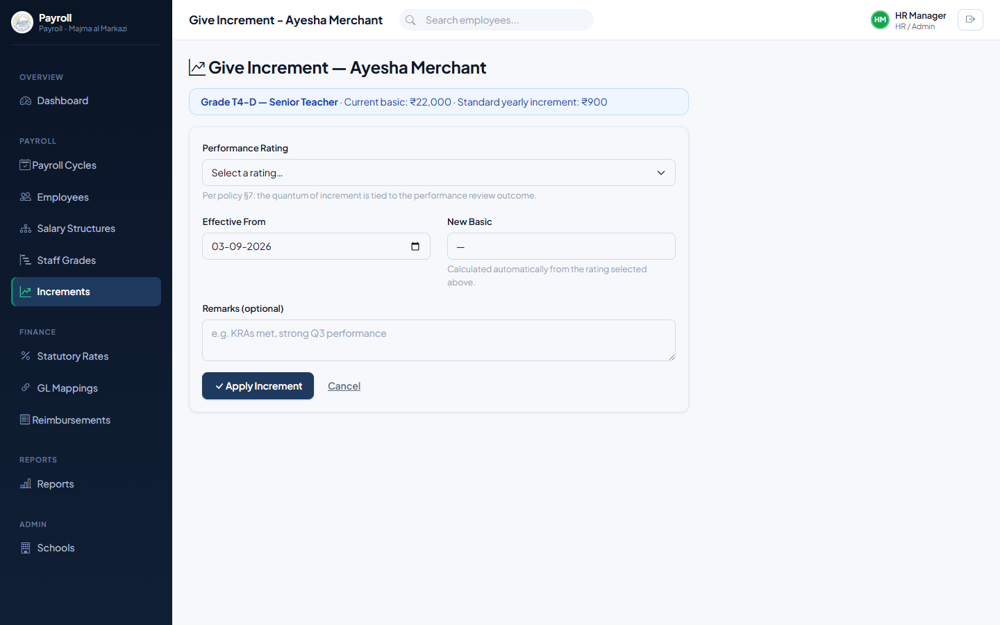 Payroll
Payroll - Majma al Markazi
OVERVIEW
Dashboard
PAYROLL
Payroll Cycles
Employees
Salary Structures
Staff Grades
Increments
FINANCE
Statutory Rates
GL Mappings
Reimbursements
REPORTS
Reports
ADMIN
Schools
Give Increment - Ayesha Merchant
Search employees...
HM
HR Manager
HR / Admin
Give Increment — Ayesha Merchant
Grade T4-D — Senior Teacher · Current basic: ₹22,000 · Standard yearly increment: ₹900
Performance Rating
Select a rating…
Per policy §7: the quantum of increment is tied to the performance review outcome.
Effective From
03-09-2026
New Basic
—
Calculated automatically from the rating selected
above.
Remarks (optional)
e.g. KRAs met, strong Q3 performance
✓ Apply Increment
Cancel